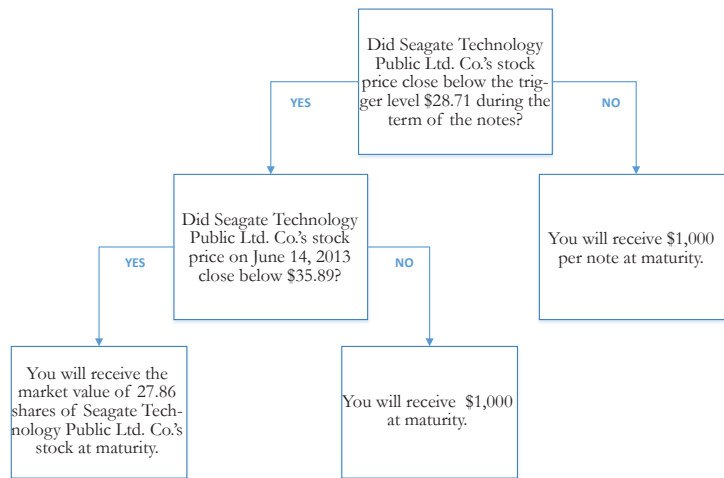 Did Seagate Technology
Public Ltd. Co.'s stock
price close below the trig-
ger level $28.71 during the
term of the notes?
YES
NO
Did Seagate Technology
Public Ltd. Co.'s stock
price on June 14, 2013
close below $35.89?
You will receive $1,000
per note at maturity.
YES
NO
You will receive the
market value of 27.86
shares of Seagate Tech-
nology Public Ltd. Co.'s
stock at maturity.
You will receive $1,000
at maturity.